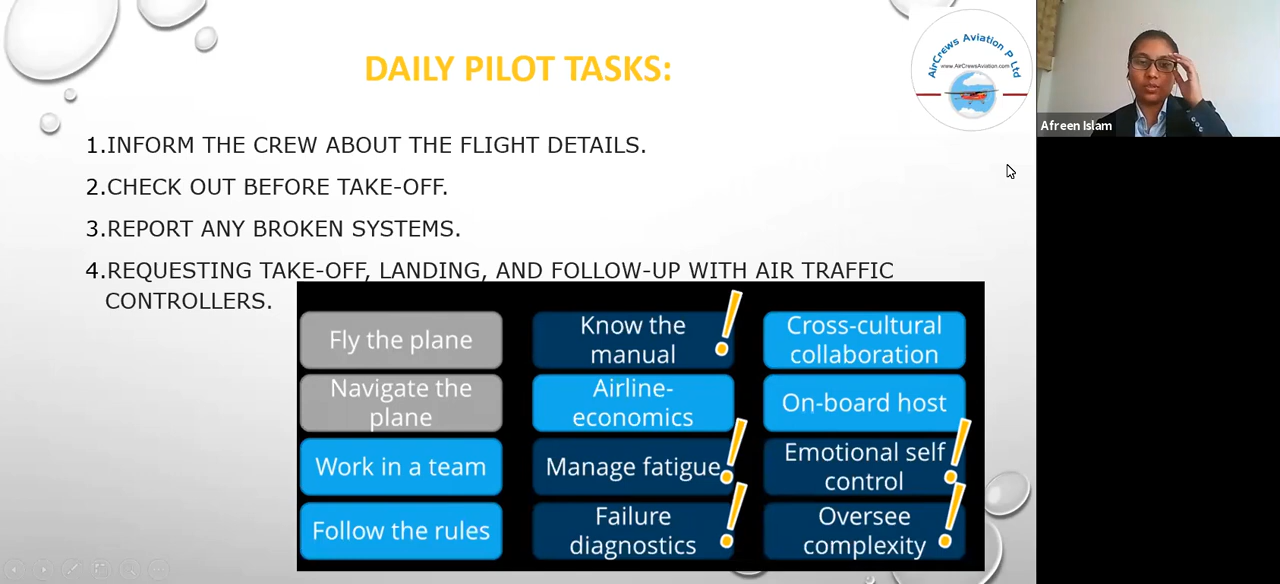 DAILY PILOT TASKS:
AirCrews Aviation P Ltd
www.AirCrewsAviation.com
Afreen Islam
1.INFORM THE CREW ABOUT THE FLIGHT DETAILS.
2.CHECK OUT BEFORE TAKE-OFF.
3.REPORT ANY BROKEN SYSTEMS.
4.REQUESTING TAKE-OFF, LANDING, AND FOLLOW-UP WITH AIR TRAFFIC
CONTROLLERS.
Fly the plane
Know the
manual
Cross-cultural
collaboration
Navigate the
plane
Airline-
economics
On-board host
Work in a team
Manage fatigue
Emotional self
control
Follow the rules
Failure
diagnostics
Oversee
complexity